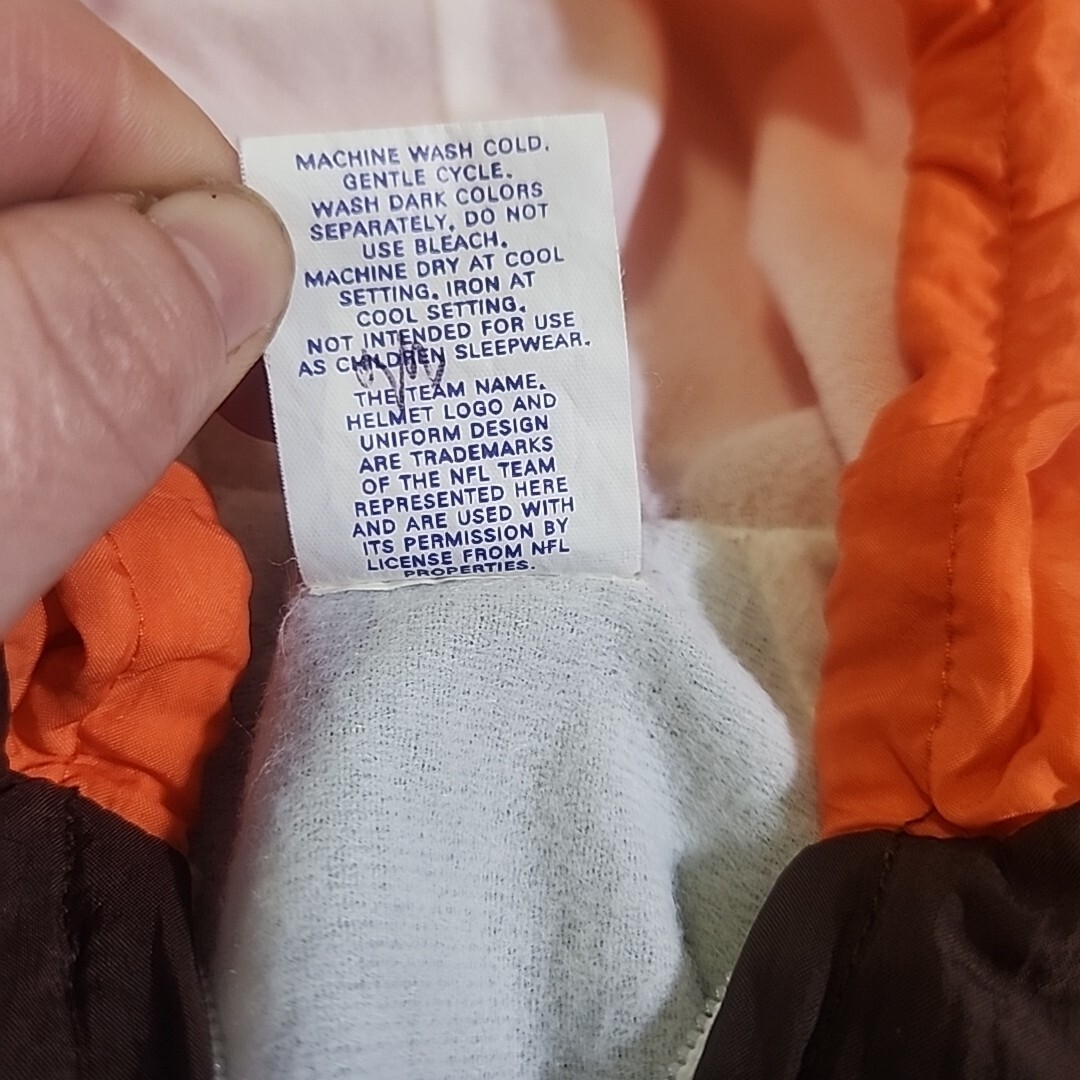 MACHINE WASH COLD.
GENTLE CYCLE.
WASH DARK COLORS
SEPARATELY. DO NOT
USE BLEACH.
MACHINE DRY AT COOL
SETTING. IRON AT
COOL SETTING.
NOT INTENDED FOR USE
AS CHILDREN SLEEPWEAR.
THE TEAM NAME.
HELMET LOGO AND
UNIFORM DESIGN
ARE TRADEMARKS
OF THE NFL TEAM
REPRESENTED HERE
AND ARE USED WITH
ITS PERMISSION BY
LICENSE FROM NFL
PROPERTIES.